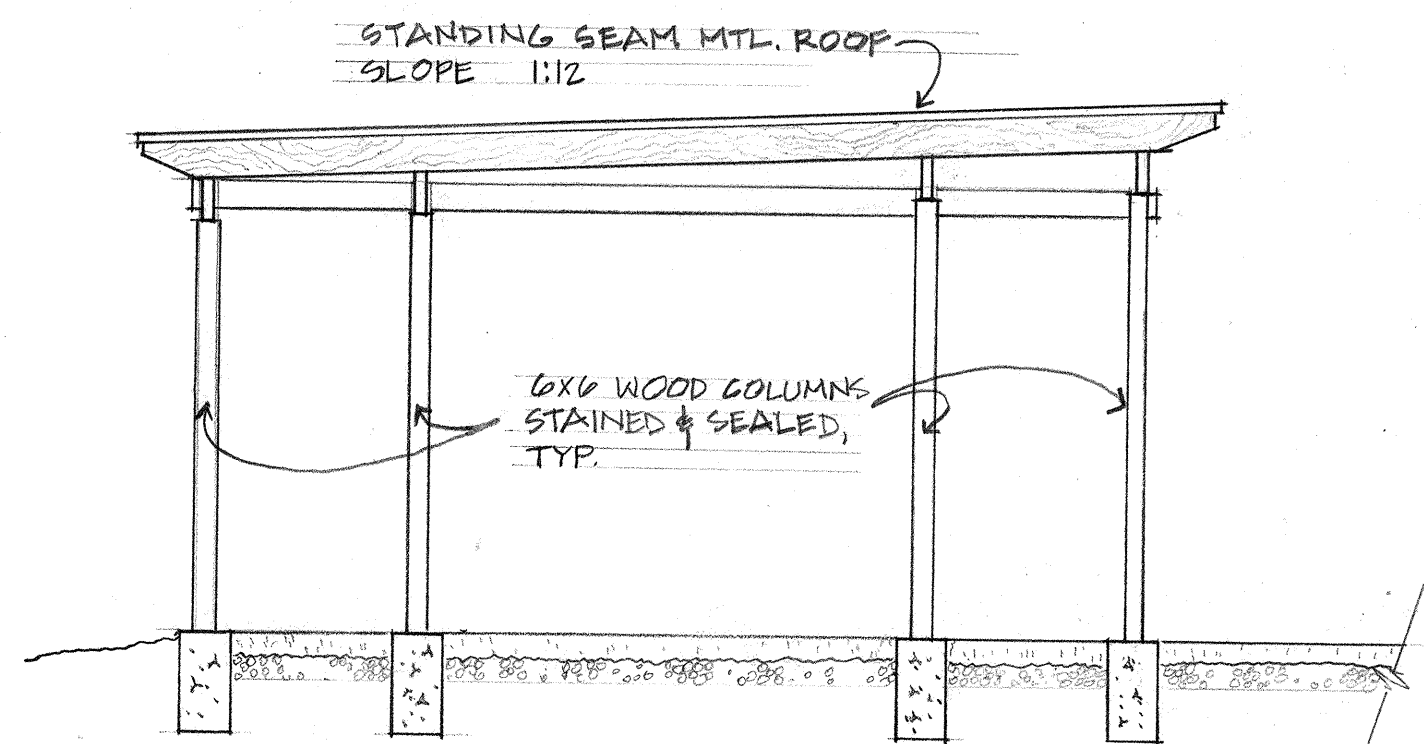 STANDING SEAM MTL. ROOF
SLOPE 1:12
6X6 WOOD COLUMNS
STAINED & SEALED,
TYP.